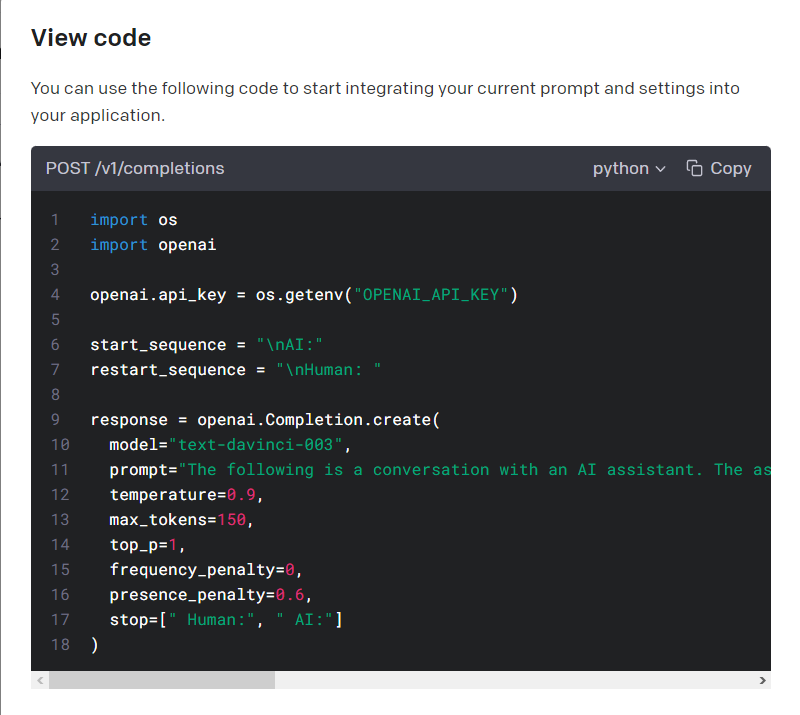 View code
You can use the following code to start integrating your current prompt and settings into
your application.
POST /v1/completions python Copy
1 import os
2 import openai
3
4 openai.api_key = os.getenv("OPENAI_API_KEY")
5
6 start_sequence = "\nAI:"
7 restart_sequence = "\nHuman: "
8
9 response = openai.Completion.create(
10   model="text-davinci-003",
11   prompt="The following is a conversation with an AI assistant. The as
12   temperature=0.9,
13   max_tokens=150,
14   top_p=1,
15   frequency_penalty=0,
16   presence_penalty=0.6,
17   stop=[" Human:", " AI:"]
18 )